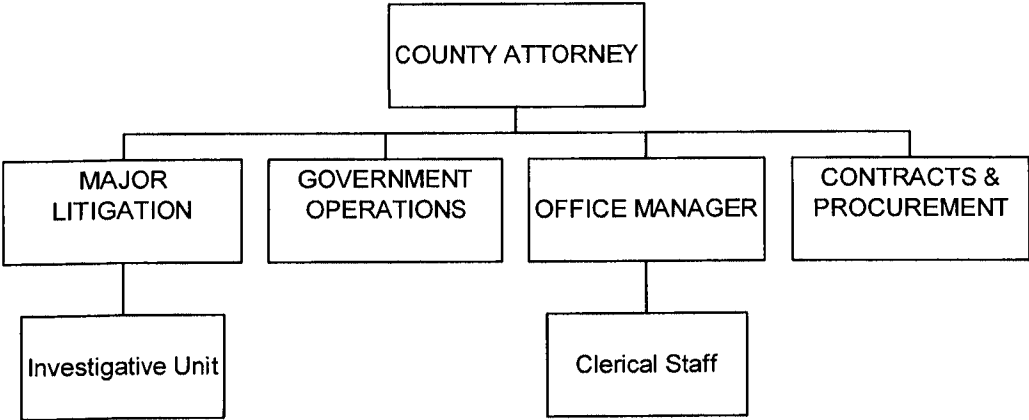 COUNTY ATTORNEY
MAJOR
LITIGATION
GOVERNMENT
OPERATIONS
OFFICE MANAGER
CONTRACTS &
PROCUREMENT
Investigative Unit
Clerical Staff